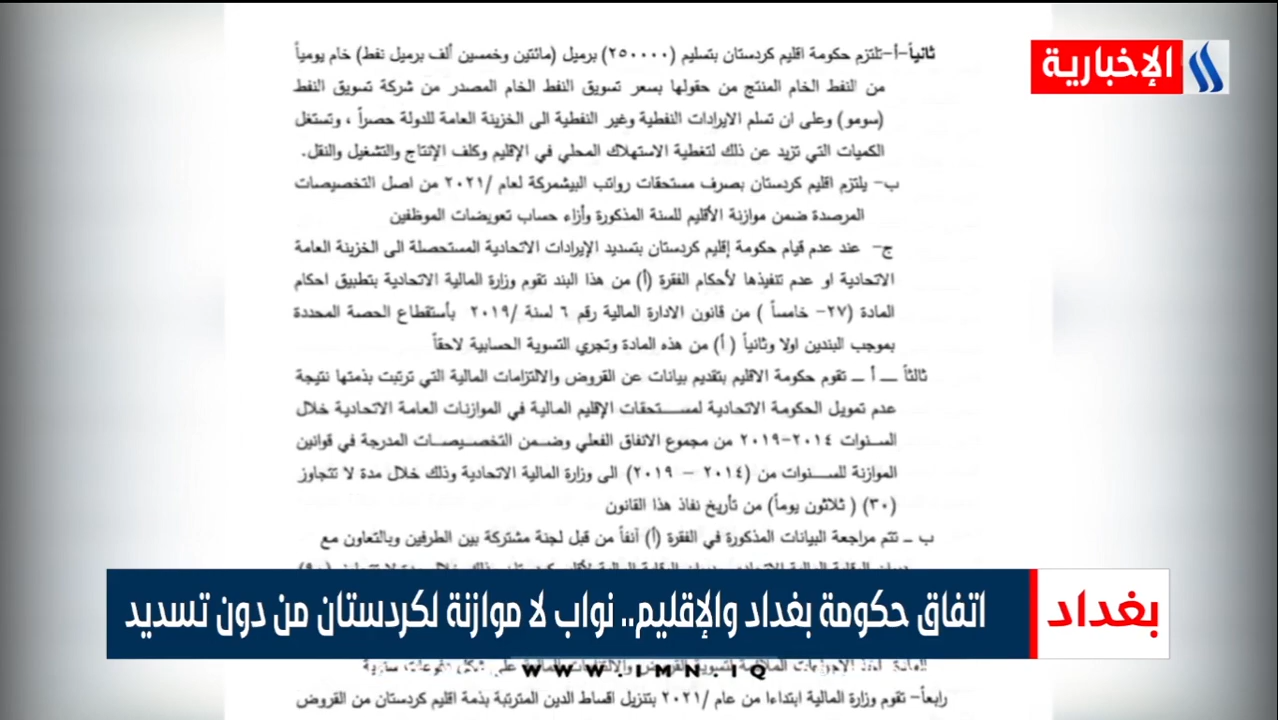 الإخبارية
ثانياً-أ-تلتزم حكومة اقليم كردستان بتسليم (٢٥٠٠٠٠) برميل (مائتين وخمسين ألف برميل نفط) خام يومياً
من النفط الخام المنتج من حقولها بسعر تسويق النفط الخام المصدر من شركة تسويق النفط
(سومو) وعلى ان تسلم الايرادات النفطية وغير النفطية الى الخزينة العامة للدولة حصراً ، وتستغل
الكميات التي تزيد عن ذلك لتغطية الاستهلاك المحلي في الإقليم وكلف الإنتاج والتشغيل والنقل.
ب- يلتزم اقليم كردستان بصرف مستحقات رواتب البيشمركة لعام /٢٠٢١ من اصل التخصيصات
المرصدة ضمن موازنة الأقليم للسنة المذكورة وأزاء حساب تعويضات الموظفين
ج- عند عدم قيام حكومة إقليم كردستان بتسديد الإيرادات الاتحادية المستحصلة الى الخزينة العامة
الاتحادية او عدم تنفيذها لأحكام الفقرة (أ) من هذا البند تقوم وزارة المالية الاتحادية بتطبيق احكام
المادة (٢٧- خامساً ) من قانون الادارة المالية رقم ٦ لسنة /٢٠١٩ بأستقطاع الحصة المحددة
بموجب البندين اولا وثانياً ( أ) من هذه المادة وتجري التسوية الحسابية لاحقاً
ثالثاً ـــ أ ـــ تقوم حكومة الاقليم بتقديم بيانات عن القروض والالتزامات المالية التي ترتبت بذمتها نتيجة
عدم تمويل الحكومة الاتحادية لمستحقات الإقليم المالية في الموازنات العامة الاتحادية خلال
السنوات ٢٠١٤-٢٠١٩ من مجموع الانفاق الفعلي وضمن التخصيصات المدرجة في قوانين
الموازنة للسنوات من (٢٠١٤ – ٢٠١٩) الى وزارة المالية الاتحادية وذلك خلال مدة لا تتجاوز
(٣٠) ( ثلاثون يوماً) من تأريخ نفاذ هذا القانون
ب ــ تتم مراجعة البيانات المذكورة في الفقرة (أ) آنفاً من قبل لجنة مشتركة بين الطرفين وبالتعاون مع
بغداد
اتفاق حكومة بغداد والإقليم.. نواب لا موازنة لكردستان من دون تسديد
WWW.IMN.IQ
رابعاً- تقوم وزارة المالية ابتداءا من عام /٢٠٢١ بتنزيل اقساط الدين المترتبة بذمة اقليم كردستان من القروض